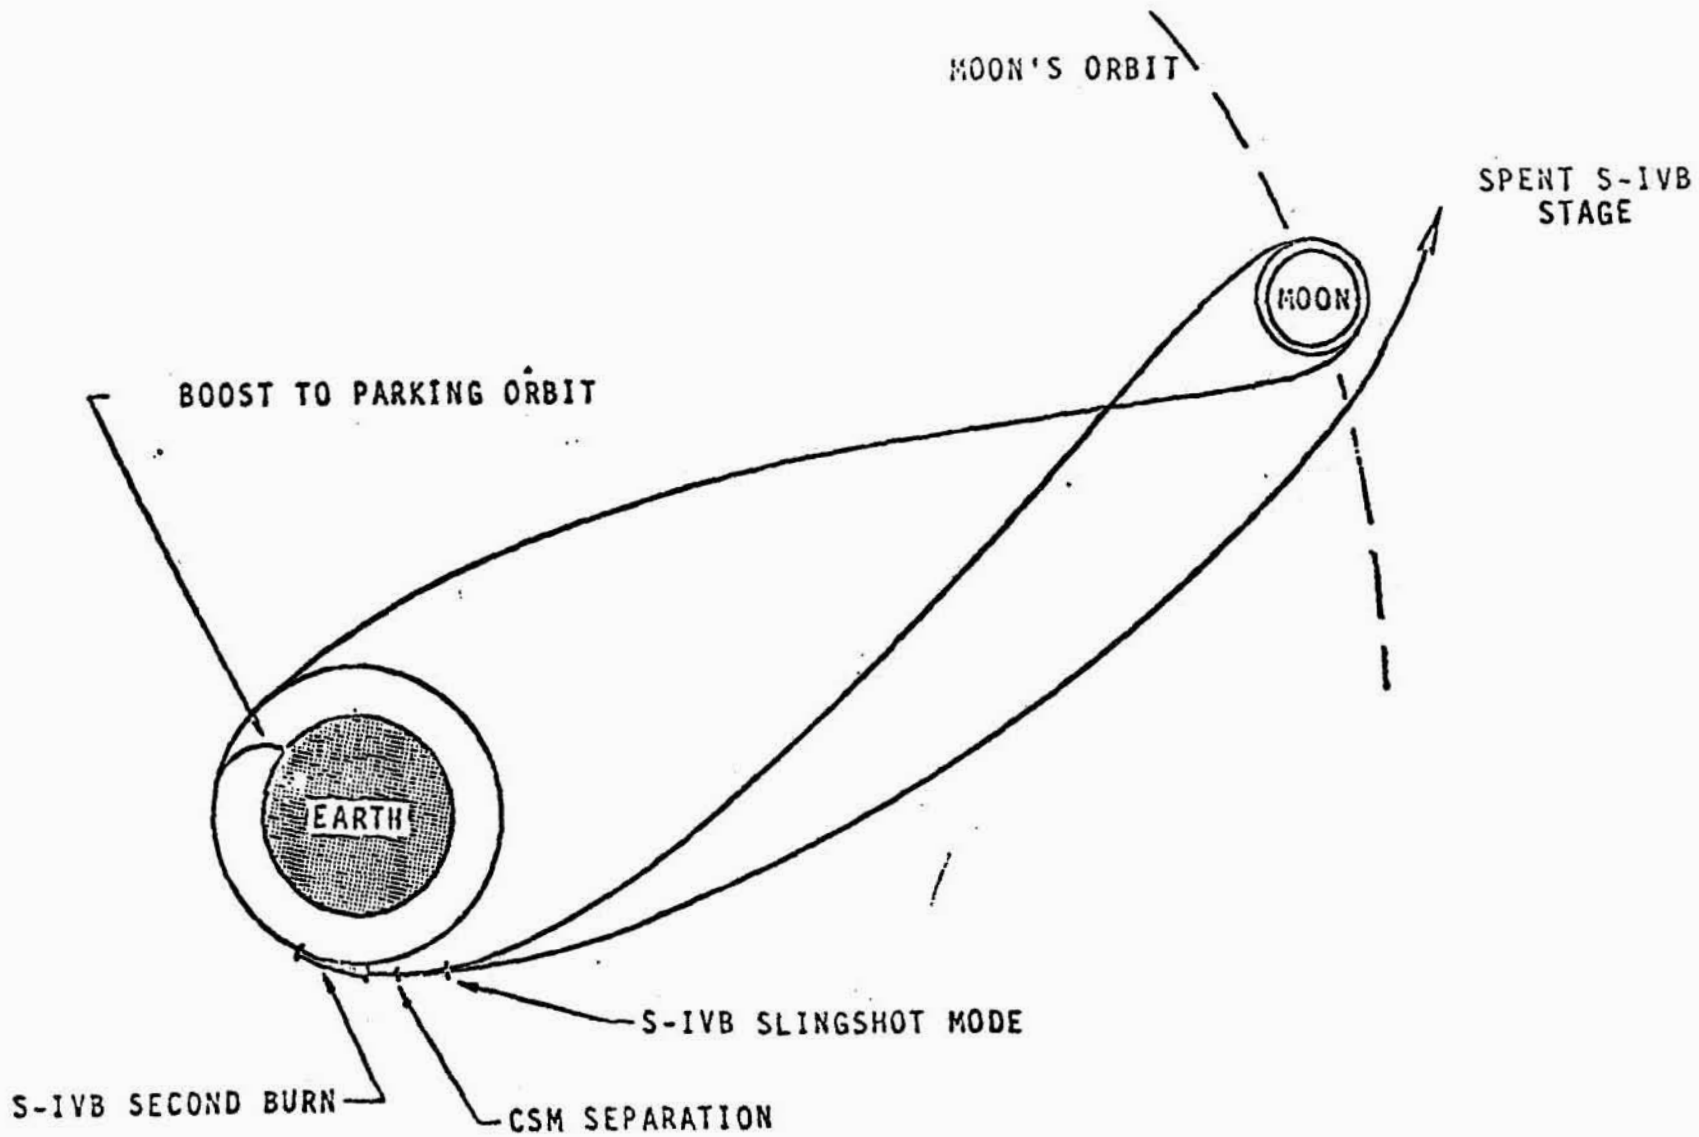 MOON'S ORBIT
SPENT S-IVB
STAGE
MOON
BOOST TO PARKING ORBIT
EARTH
S-IVB SLINGSHOT MODE
S-IVB SECOND BURN
CSM SEPARATION